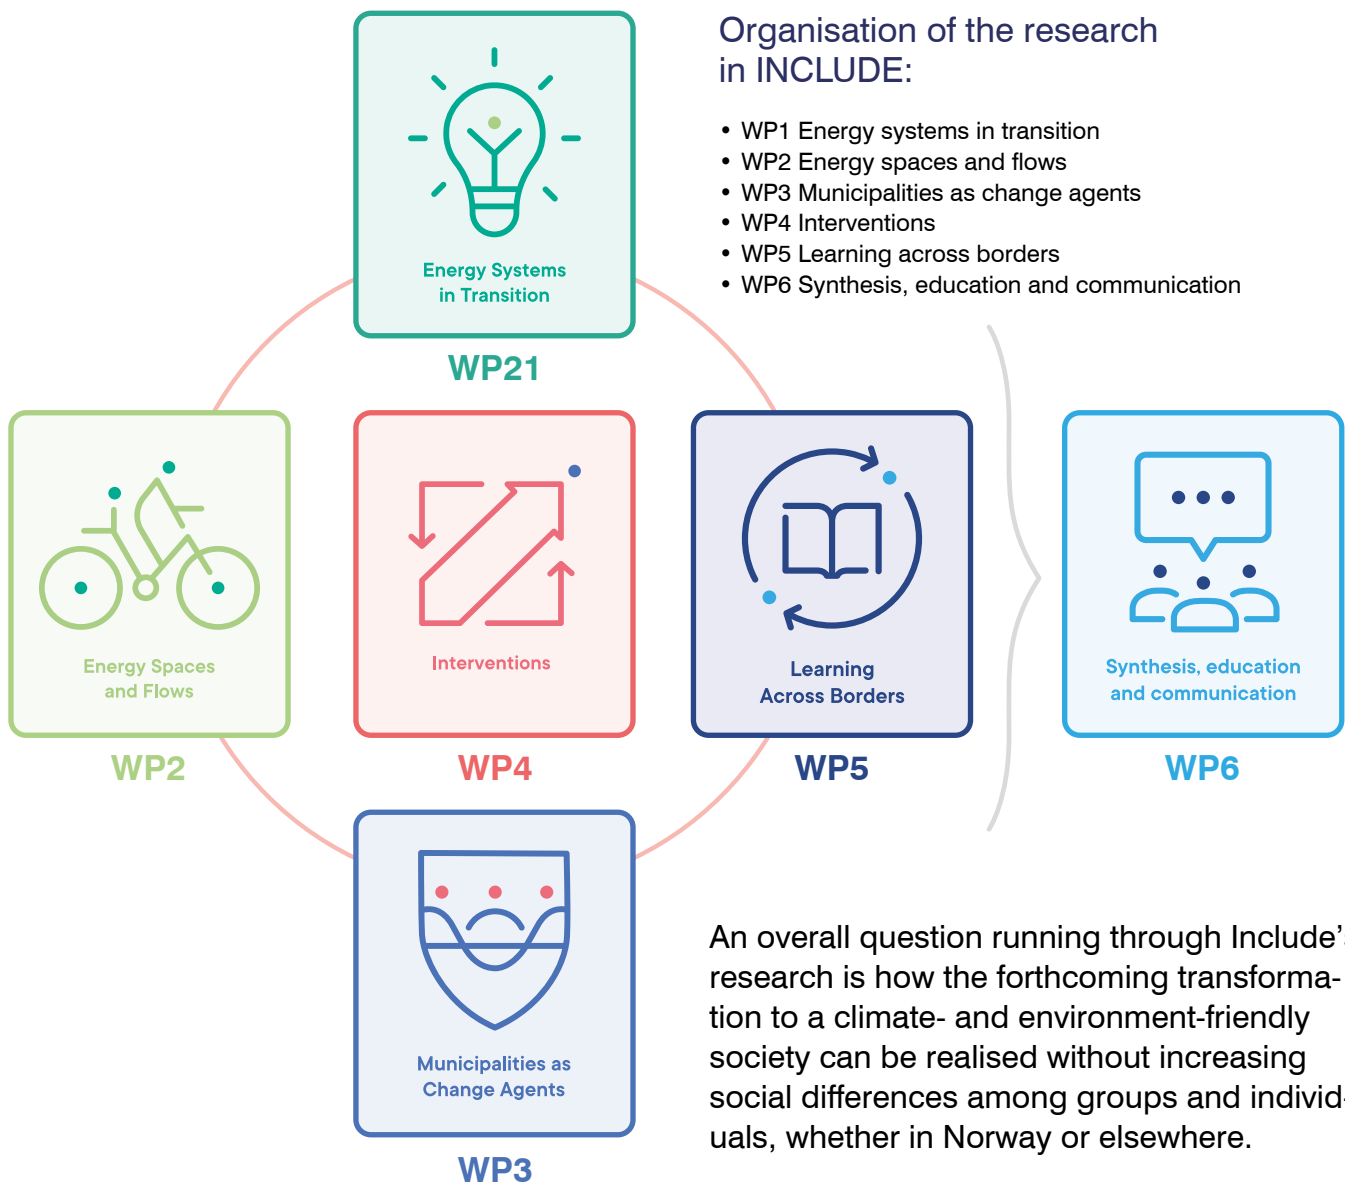 Organisation of the research
in INCLUDE:
• WP1 Energy systems in transition
• WP2 Energy spaces and flows
• WP3 Municipalities as change agents
• WP4 Interventions
• WP5 Learning across borders
• WP6 Synthesis, education and communication
Energy Systems
in Transition
WP21
Energy Spaces
and Flows
WP2
Interventions
WP4
Learning
Across Borders
WP5
Synthesis, education
and communication
WP6
Municipalities as
Change Agents
WP3
An overall question running through Include's
research is how the forthcoming transforma-
tion to a climate- and environment-friendly
society can be realised without increasing
social differences among groups and individ-
uals, whether in Norway or elsewhere.